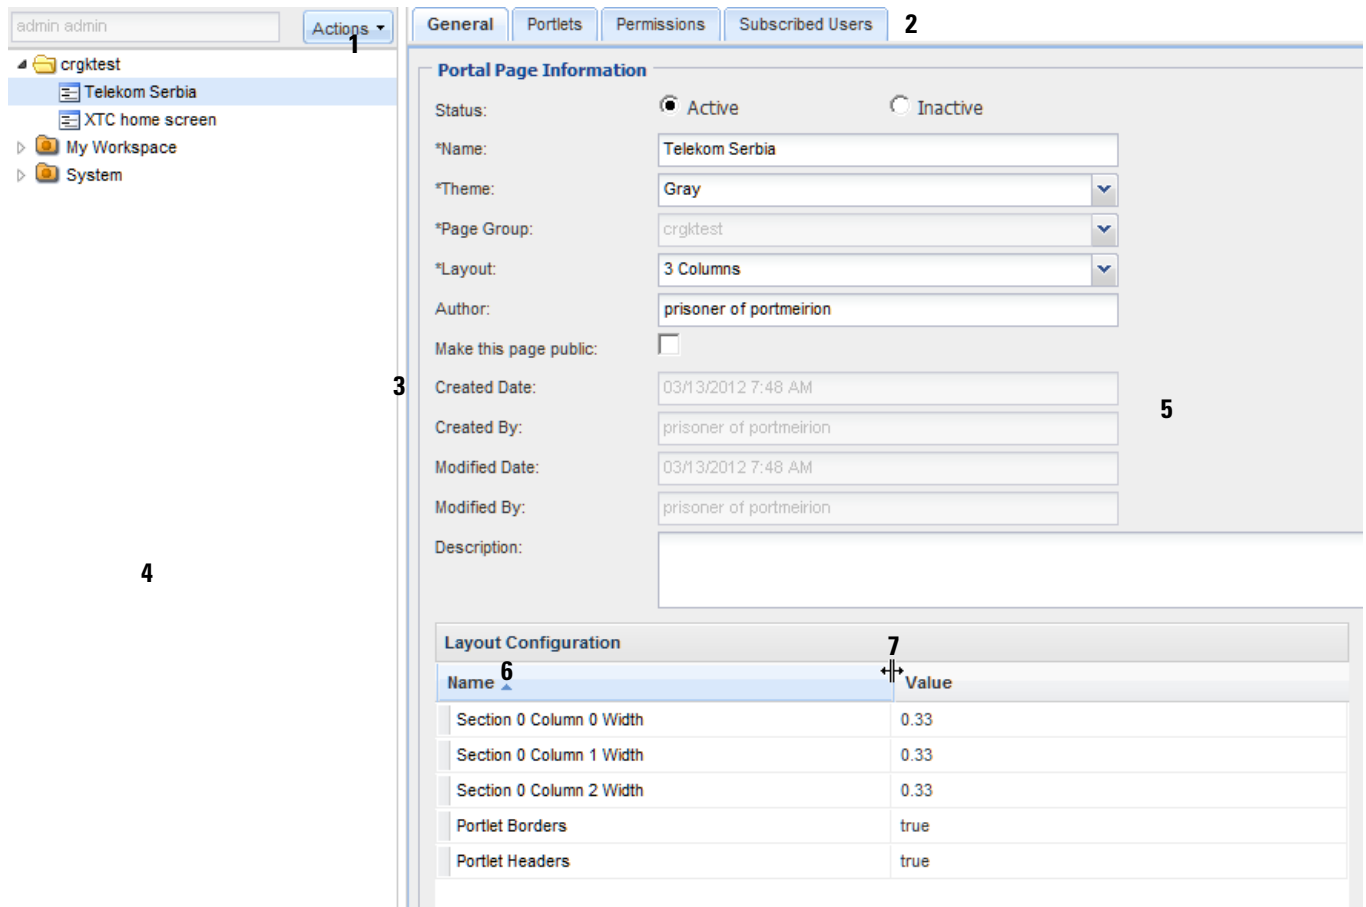 admin admin
Actions
1
General
Portlets
Permissions
Subscribed Users
2
crgktest
Telekom Serbia
XTC home screen
My Workspace
System
3
4
Portal Page Information
Status:
Active
Inactive
*Name:
Telekom Serbia
*Theme:
Gray
*Page Group:
crgktest
*Layout:
3 Columns
Author:
prisoner of portmeirion
Make this page public:
Created Date:
03/13/2012 7:48 AM
5
Created By:
prisoner of portmeirion
Modified Date:
03/13/2012 7:48 AM
Modified By:
prisoner of portmeirion
Description:
Layout Configuration
7
Name
6
Value
Section 0 Column 0 Width
0.33
Section 0 Column 1 Width
0.33
Section 0 Column 2 Width
0.33
Portlet Borders
true
Portlet Headers
true